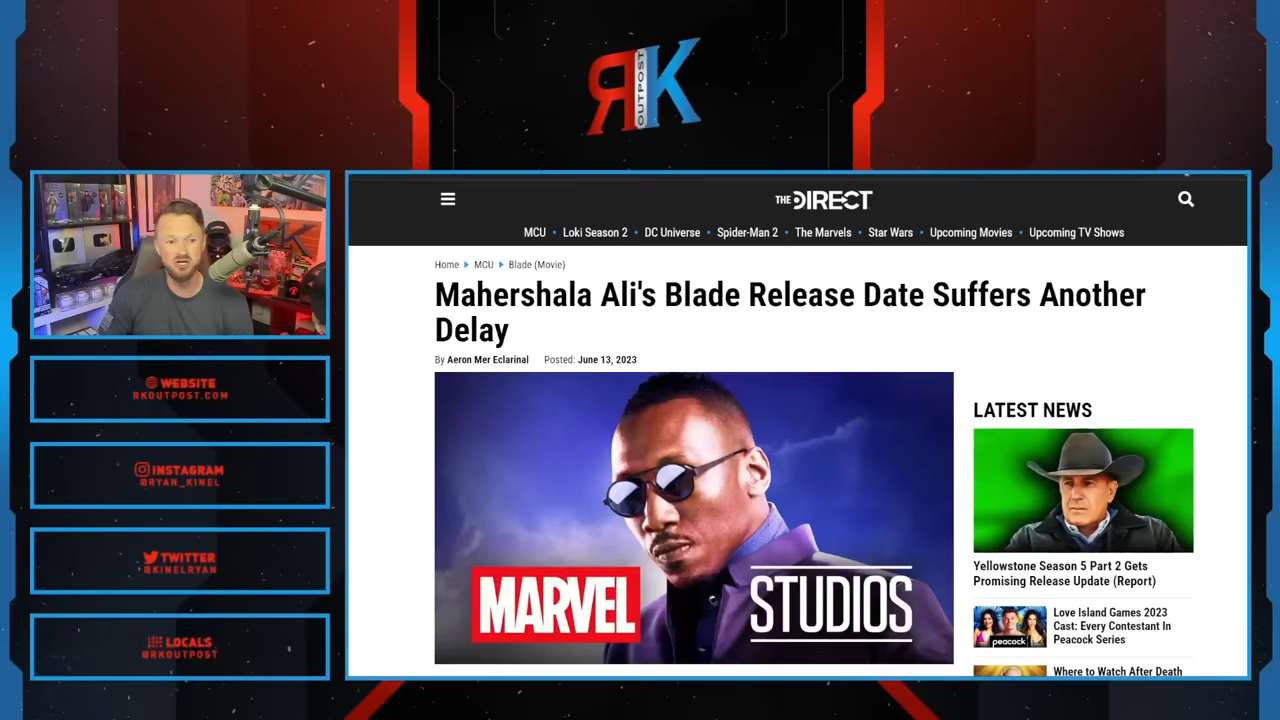 RK
OUTPOST
WEBSITE
RKOUTPOST.COM
INSTAGRAM
@RYAN_KINEL
TWITTER
@KINELRYAN
LOCALS
@RKOUTPOST
THE DIRECT
MCU • Loki Season 2 • DC Universe • Spider-Man 2 • The Marvels • Star Wars • Upcoming Movies • Upcoming TV Shows
Home MCU Blade (Movie)
Mahershala Ali's Blade Release Date Suffers Another
Delay
By Aeron Mer Eclarinal Posted: June 13, 2023
MARVEL STUDIOS
LATEST NEWS
Yellowstone Season 5 Part 2 Gets
Promising Release Update (Report)
peacock
Love Island Games 2023
Cast: Every Contestant In
Peacock Series
Where to Watch After Death